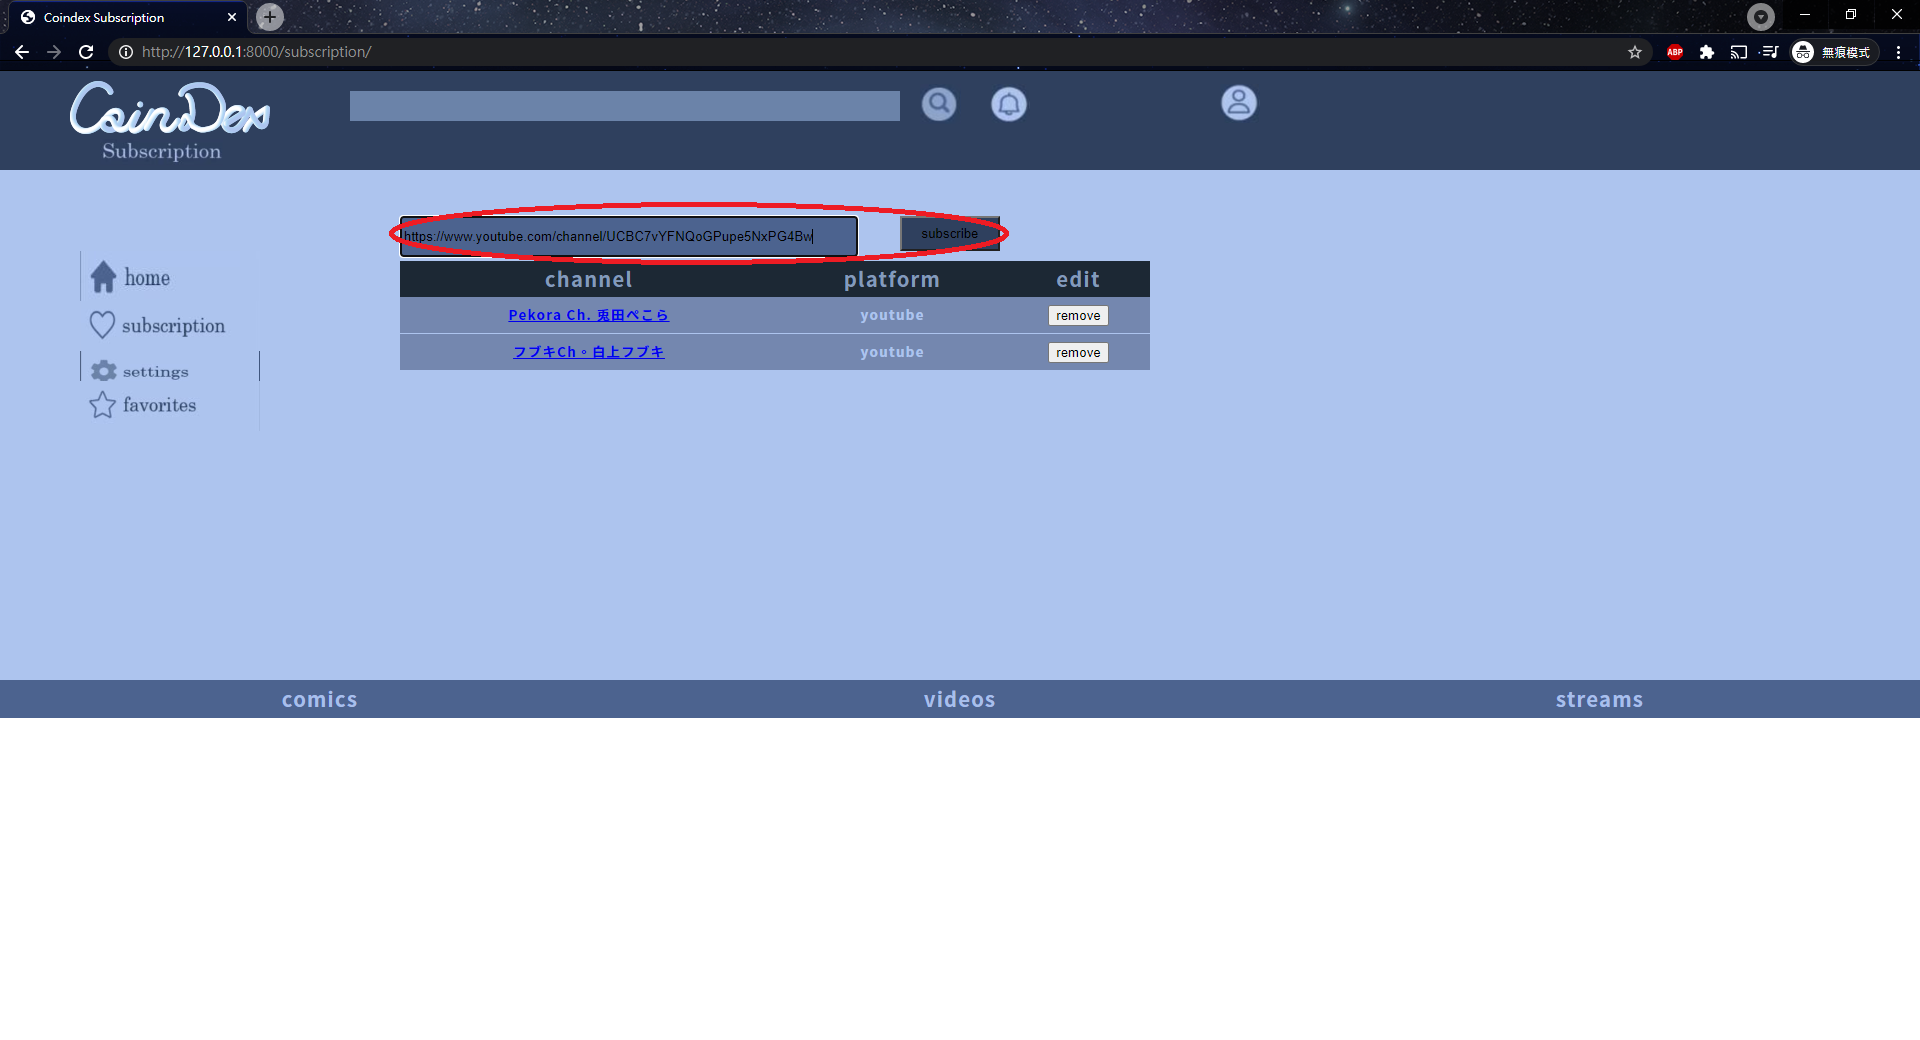 Coindex Subscription
http://127.0.0.1:8000/subscription/
ABP
無痕模式
CoinDex
Subscription
https://www.youtube.com/channel/UCBC7vYFNQoGPupe5NxPG4Bw
subscribe
home
subscription
settings
favorites
channel platform edit
Pekora Ch. 兎田ぺこら youtube remove
フブキCh。白上フブキ youtube remove
comics videos streams